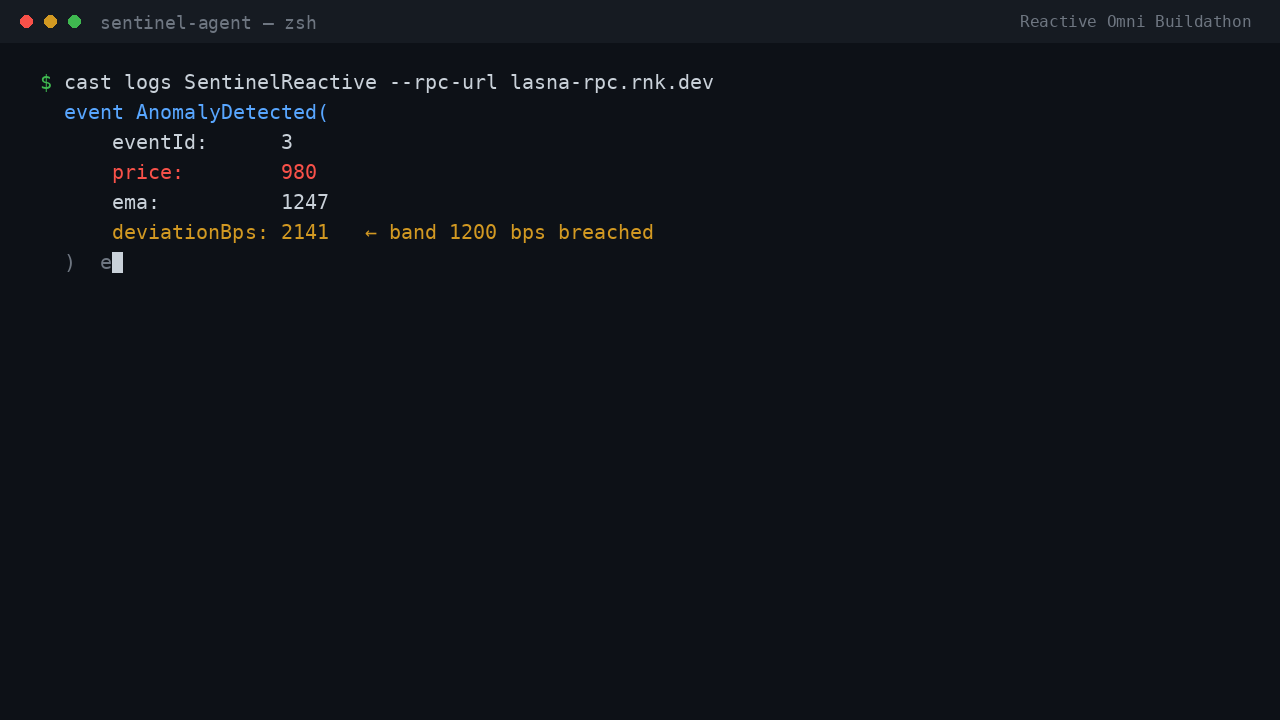 sentinel-agent — zsh
Reactive Omni Buildathon
$ cast logs SentinelReactive --rpc-url lasna-rpc.rnk.dev
event AnomalyDetected(
eventId: 3
price: 980
ema: 1247
deviationBps: 2141 ← band 1200 bps breached
) e